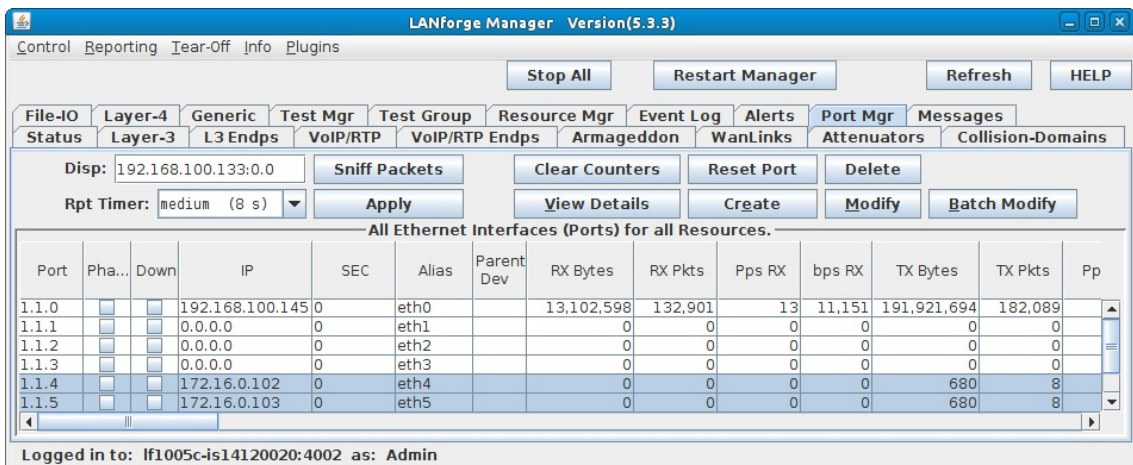 LANforge Manager Version(5.3.3)
Control Reporting Tear-Off Info Plugins
Stop All Restart Manager Refresh HELP
File-IO Layer-4 Generic Test Mgr Test Group Resource Mgr Event Log Alerts Port Mgr Messages
Status Layer-3 L3 Endps VoIP/RTP VoIP/RTP Endps Armageddon WanLinks Attenuators Collision-Domains
Disp: 192.168.100.133:0.0 Sniff Packets Clear Counters Reset Port Delete
Rpt Timer: medium (8 s) Apply View Details Create Modify Batch Modify
All Ethernet Interfaces (Ports) for all Resources.
Port Pha... Down IP SEC Alias Parent Dev RX Bytes RX Pkts Pps RX bps RX TX Bytes TX Pkts Pp
1.1.0 192.168.100.145 0 eth0 13,102,598 132,901 13 11,151 191,921,694 182,089
1.1.1 0.0.0.0 0 eth1 0 0 0 0 0 0
1.1.2 0.0.0.0 0 eth2 0 0 0 0 0 0
1.1.3 0.0.0.0 0 eth3 0 0 0 0 0 0
1.1.4 172.16.0.102 0 eth4 0 0 0 0 680 8
1.1.5 172.16.0.103 0 eth5 0 0 0 0 680 8
Logged in to: lf1005c-is14120020:4002 as: Admin